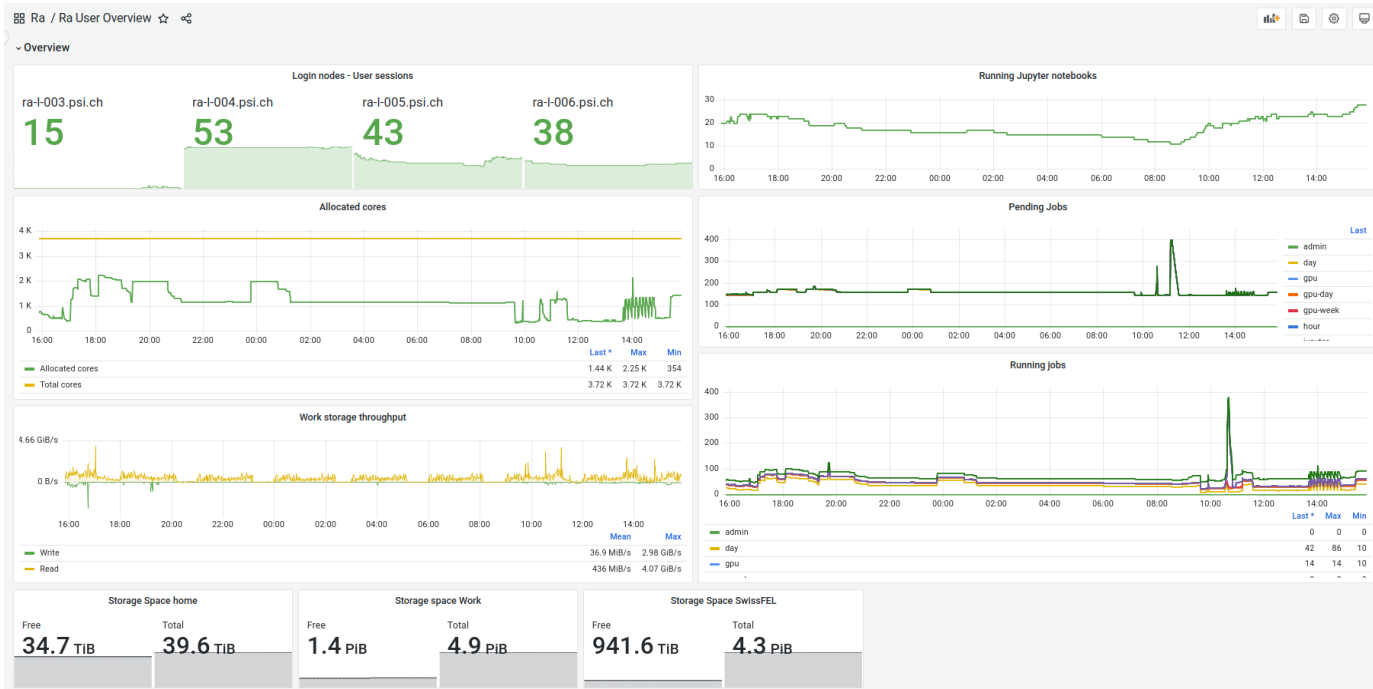 Ra / Ra User Overview
Overview
Login nodes - User sessions
ra-l-003.psi.ch ra-l-004.psi.ch ra-l-005.psi.ch ra-l-006.psi.ch
15 53 43 38
Running Jupyter notebooks
30
20
10
0
16:00 18:00 20:00 22:00 00:00 02:00 04:00 06:00 08:00 10:00 12:00 14:00
Allocated cores
4 K
3 K
2 K
1 K
0
16:00 18:00 20:00 22:00 00:00 02:00 04:00 06:00 08:00 10:00 12:00 14:00
Last * Max Min
Allocated cores 1.44 K 2.25 K 354
Total cores 3.72 K 3.72 K 3.72 K
Pending Jobs
400
300
200
100
0
16:00 18:00 20:00 22:00 00:00 02:00 04:00 06:00 08:00 10:00 12:00 14:00
Last
admin
day
gpu
gpu-day
gpu-week
hour
Work storage throughput
4.66 GiB/s
0 B/s
16:00 18:00 20:00 22:00 00:00 02:00 04:00 06:00 08:00 10:00 12:00 14:00
Mean Max
Write 36.9 MiB/s 2.98 GiB/s
Read 436 MiB/s 4.07 GiB/s
Running jobs
400
300
200
100
0
16:00 18:00 20:00 22:00 00:00 02:00 04:00 06:00 08:00 10:00 12:00 14:00
Last * Max Min
admin 0 0 0
day 42 86 10
gpu 14 14 10
Storage Space home
Free Total
34.7 TiB 39.6 TiB
Storage space Work
Free Total
1.4 PiB 4.9 PiB
Storage Space SwissFEL
Free Total
941.6 TiB 4.3 PiB